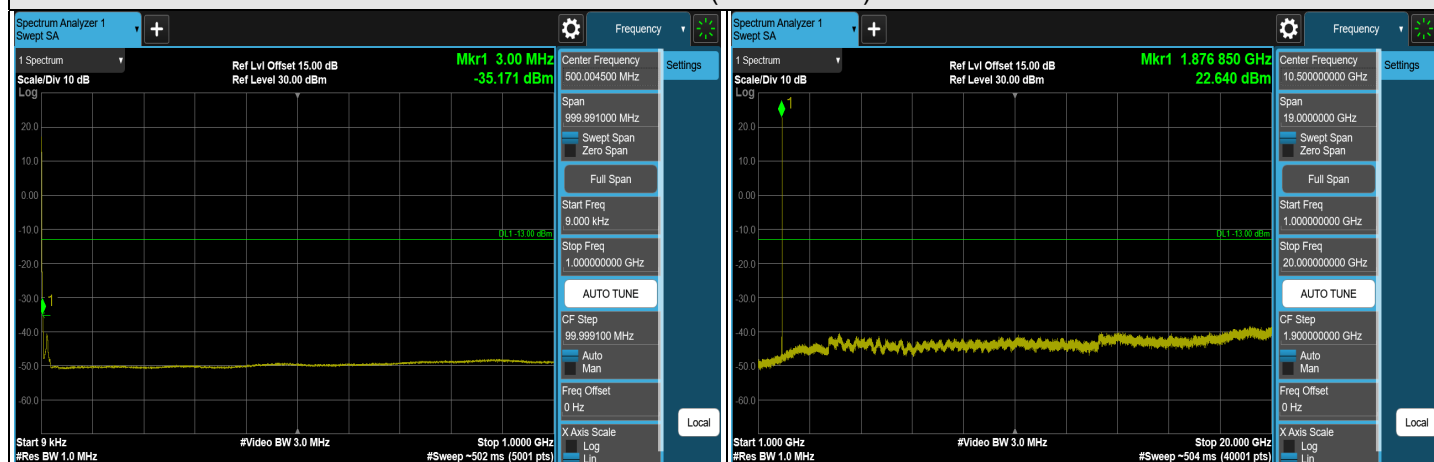 Spectrum Analyzer 1
Swept SA
Frequency
1 Spectrum
Scale/Div 10 dB
Log
Ref Lvl Offset 15.00 dB
Ref Level 30.00 dBm
Mkr1 3.00 MHz
-35.171 dBm
1
20.0
10.0
0.00
-10.0
-20.0
-30.0
-40.0
-50.0
-60.0
DL1 -13.00 dBm
Start 9 kHz
#Res BW 1.0 MHz
#Video BW 3.0 MHz
Stop 1.0000 GHz
#Sweep ~502 ms (5001 pts)
Center Frequency
500.004500 MHz
Span
999.991000 MHz
Swept Span
Zero Span
Full Span
Start Freq
9.000 kHz
Stop Freq
1.000000000 GHz
AUTO TUNE
CF Step
99.999100 MHz
Auto
Man
Freq Offset
0 Hz
X Axis Scale
Log
Lin
Settings
Local
Spectrum Analyzer 1
Swept SA
Frequency
1 Spectrum
Scale/Div 10 dB
Log
Ref Lvl Offset 15.00 dB
Ref Level 30.00 dBm
Mkr1 1.876 850 GHz
22.640 dBm
1
20.0
10.0
0.00
-10.0
-20.0
-30.0
-40.0
-50.0
-60.0
DL1 -13.00 dBm
Start 1.000 GHz
#Res BW 1.0 MHz
#Video BW 3.0 MHz
Stop 20.000 GHz
#Sweep ~504 ms (40001 pts)
Center Frequency
10.500000000 GHz
Span
19.0000000 GHz
Swept Span
Zero Span
Full Span
Start Freq
1.000000000 GHz
Stop Freq
20.000000000 GHz
AUTO TUNE
CF Step
1.900000000 GHz
Auto
Man
Freq Offset
0 Hz
X Axis Scale
Log
Lin
Settings
Local